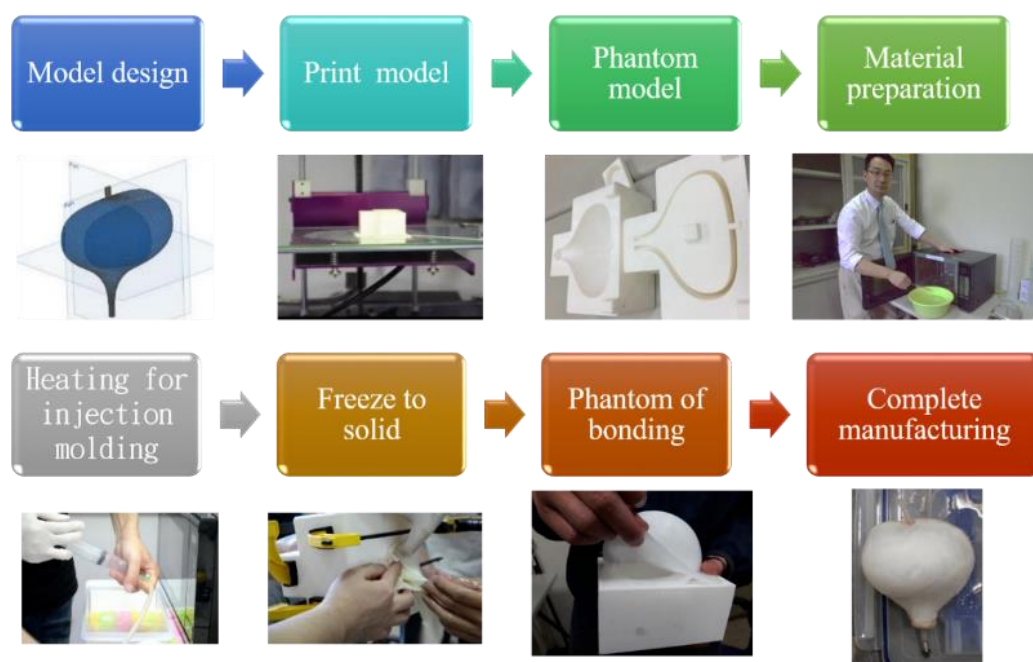 Model design
Print model
Phantom
model
Material
preparation
Heating for
injection
molding
Freeze to
solid
Phantom of
bonding
Complete
manufacturing